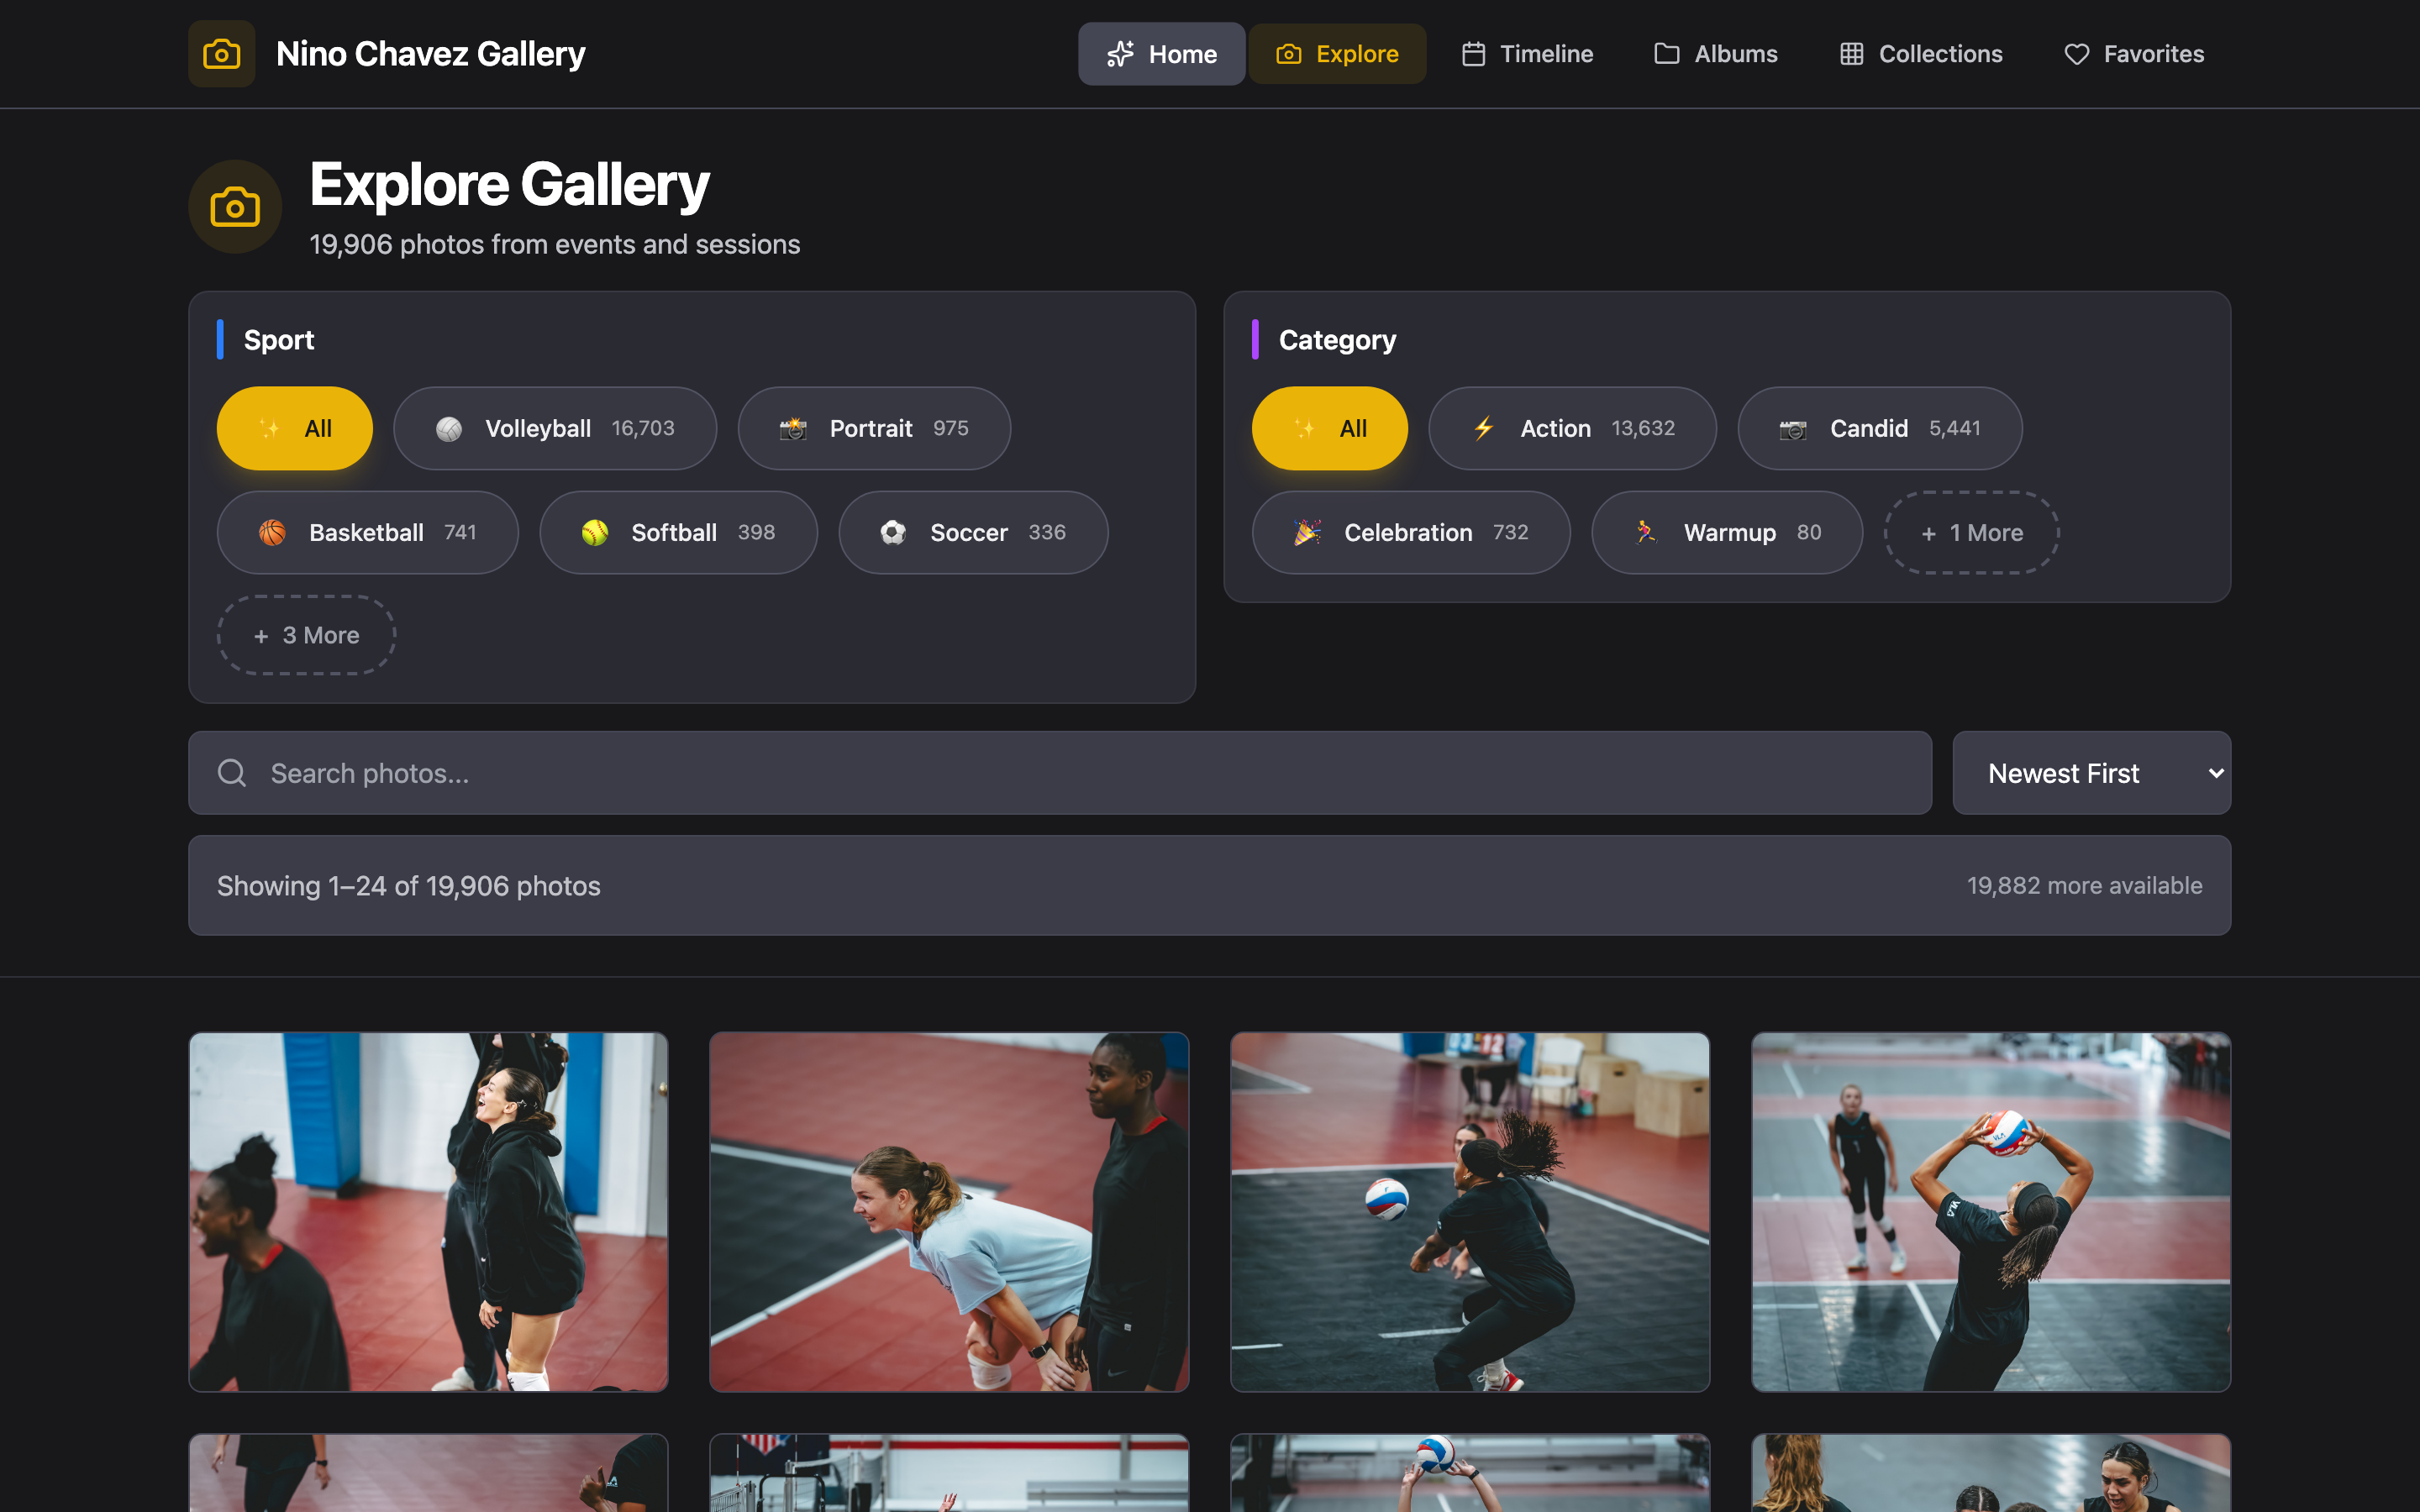 Nino Chavez Gallery
Home
Explore
Timeline
Albums
Collections
Favorites
Explore Gallery
19,906 photos from events and sessions
Sport
All
Volleyball 16,703
Portrait 975
Basketball 741
Softball 398
Soccer 336
+ 3 More
Category
All
Action 13,632
Candid 5,441
Celebration 732
Warmup 80
+ 1 More
Search photos...
Newest First
Showing 1–24 of 19,906 photos
19,882 more available